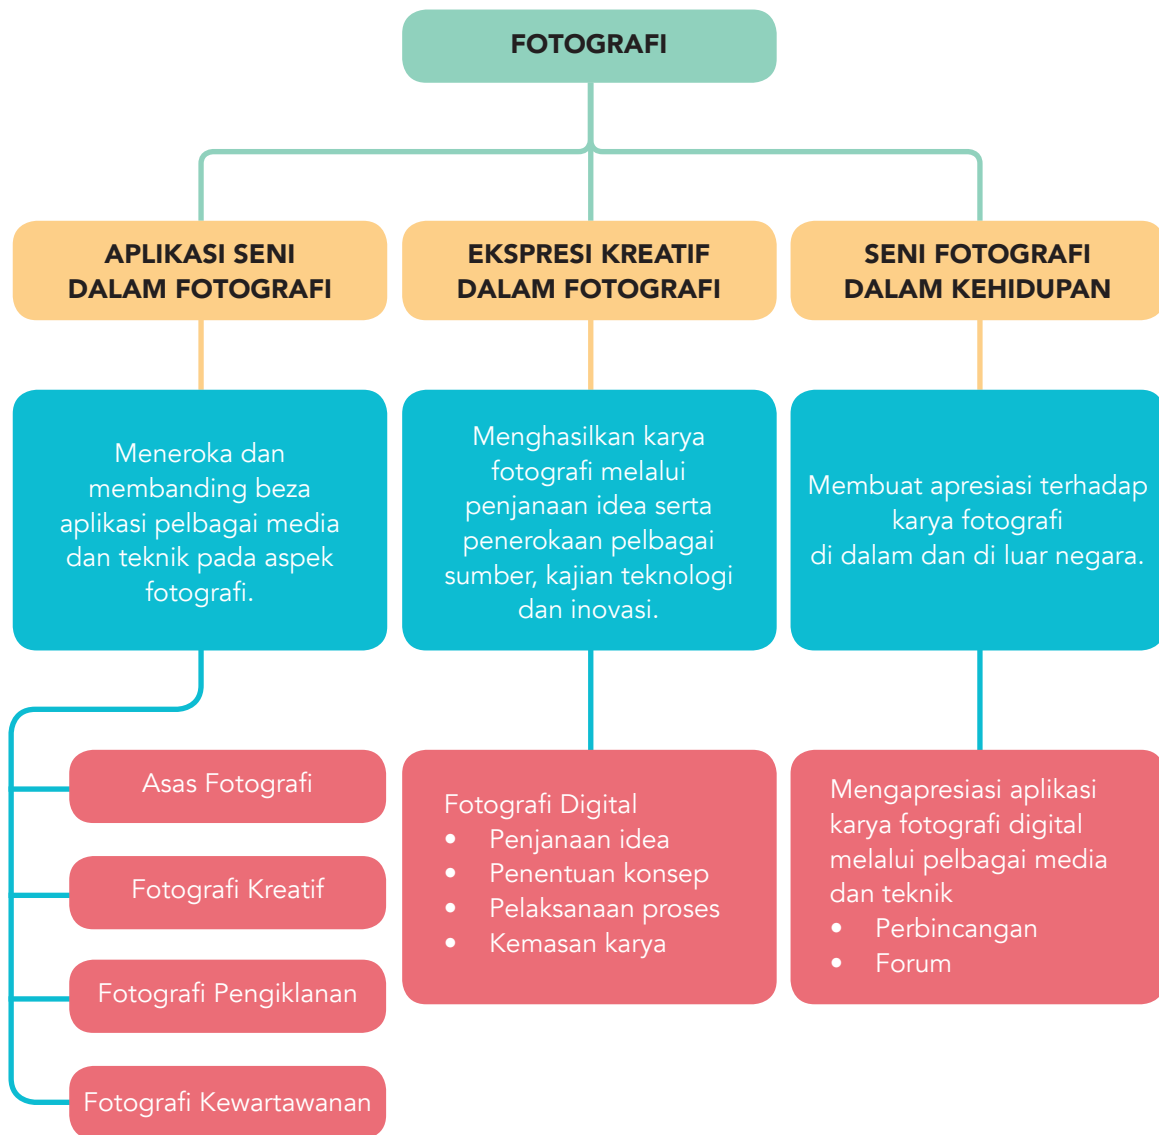 FOTOGRAFI
APLIKASI SENI
DALAM FOTOGRAFI
Meneroka dan
membanding beza
aplikasi pelbagai media
dan teknik pada aspek
fotografi.
Asas Fotografi
Fotografi Kreatif
Fotografi Pengiklanan
Fotografi Kewartawanan
EKSPRESI KREATIF
DALAM FOTOGRAFI
Menghasilkan karya
fotografi melalui
penjanaan idea serta
penerokaan pelbagai
sumber, kajian teknologi
dan inovasi.
Fotografi Digital
• Penjanaan idea
• Penentuan konsep
• Pelaksanaan proses
• Kemasan karya
SENI FOTOGRAFI
DALAM KEHIDUPAN
Membuat apresiasi terhadap
karya fotografi
di dalam dan di luar negara.
Mengapresiasi aplikasi
karya fotografi digital
melalui pelbagai media
dan teknik
• Perbincangan
• Forum